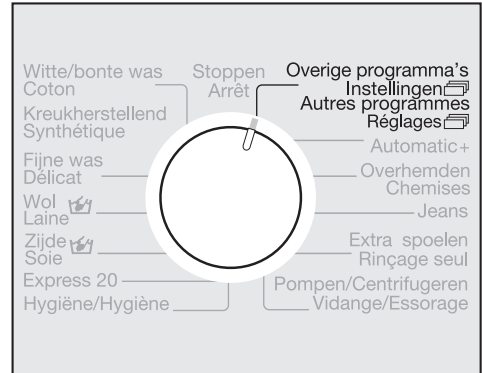 Witte/bonte was
Coton
Kreukherstellend
Synthétique
Fijne was
Délicat
Wol
Laine
Zijde
Soie
Express 20
Hygiëne/Hygiène
Stoppen
Arrêt
Overige programma's
Instellingen
Autres programmes
Réglages
Automatic+
Overhemden
Chemises
Jeans
Extra spoelen
Rinçage seul
Pompen/Centrifugeren
Vidange/Essorage